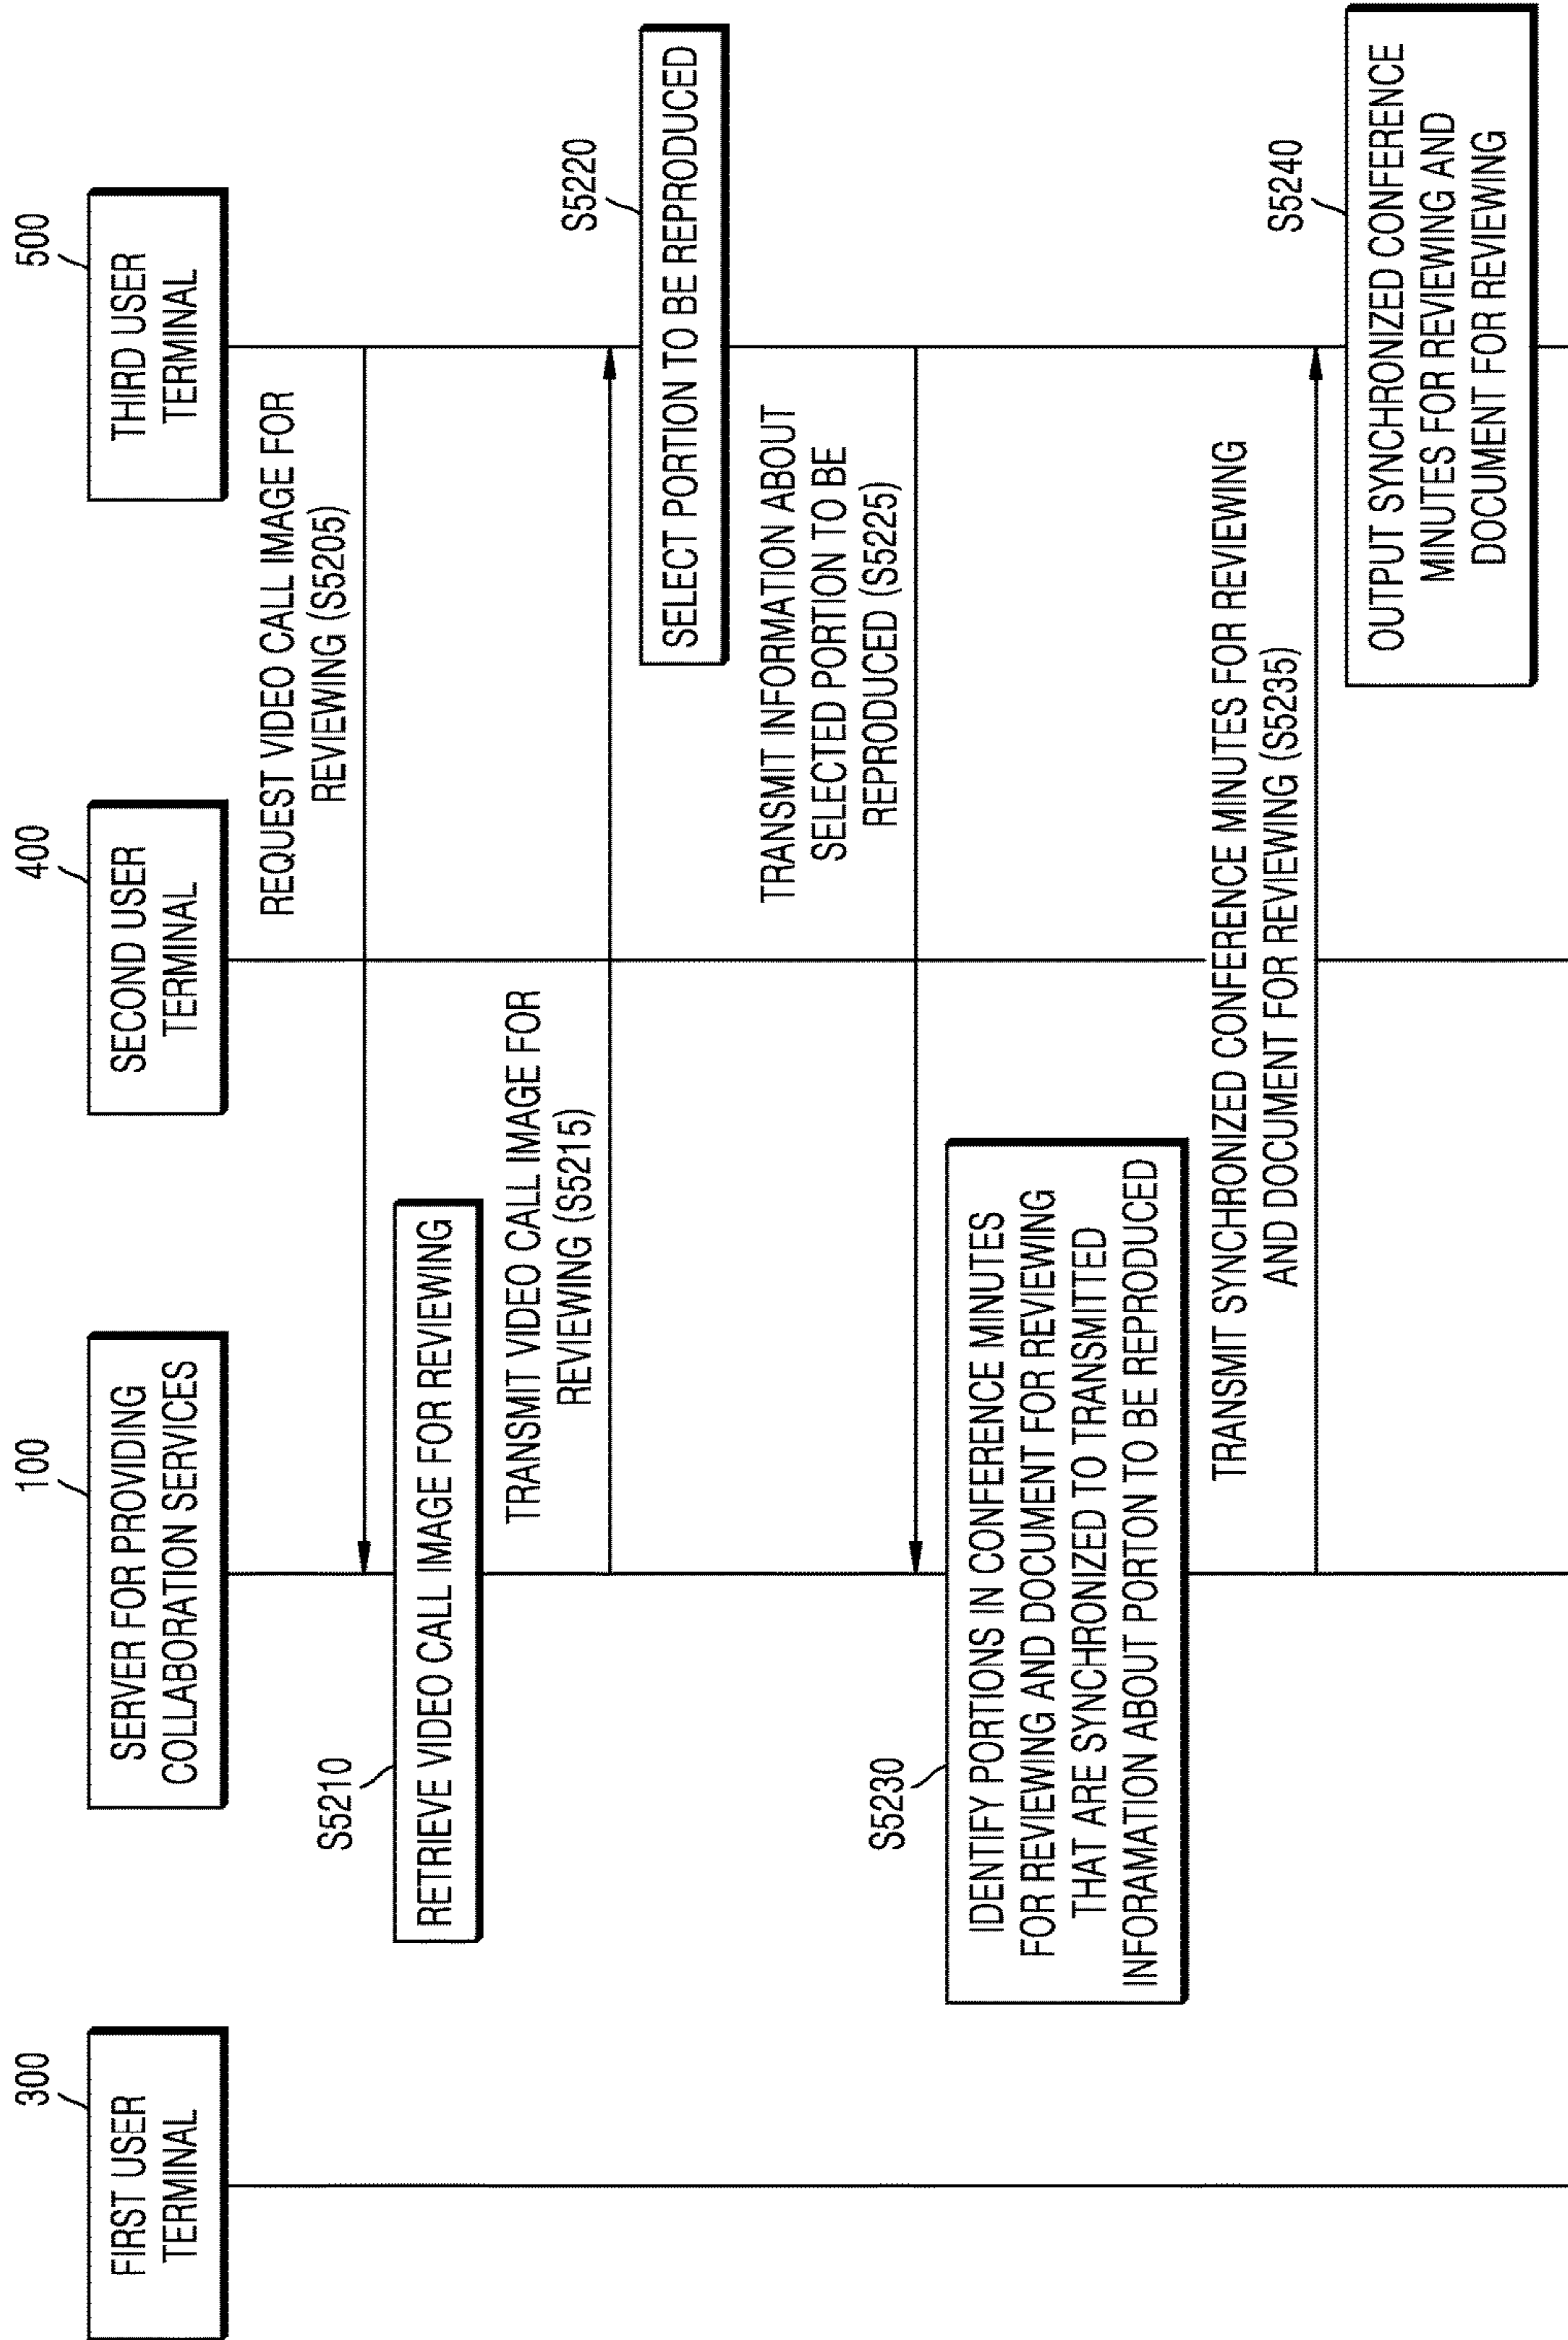 300
FIRST USER
TERMINAL
100
SERVER FOR PROVIDING
COLLABORATION SERVICES
400
SECOND USER
TERMINAL
500
THIRD USER
TERMINAL
REQUEST VIDEO CALL IMAGE FOR
REVIEWING (S5205)
S5210
RETRIEVE VIDEO CALL IMAGE FOR REVIEWING
TRANSMIT VIDEO CALL IMAGE FOR
REVIEWING (S5215)
S5220
SELECT PORTION TO BE REPRODUCED
TRANSMIT INFORMATION ABOUT
SELECTED PORTION TO BE
REPRODUCED (S5225)
S5230
IDENTIFY PORTIONS IN CONFERENCE MINUTES
FOR REVIEWING AND DOCUMENT FOR REVIEWING
THAT ARE SYNCHRONIZED TO TRANSMITTED
INFORAMATION ABOUT PORTON TO BE REPRODUCED
TRANSMIT SYNCHRONIZED CONFERENCE MINUTES FOR REVIEWING
AND DOCUMENT FOR REVIEWING (S5235)
S5240
OUTPUT SYNCHRONIZED CONFERENCE
MINUTES FOR REVIEWING AND
DOCUMENT FOR REVIEWING